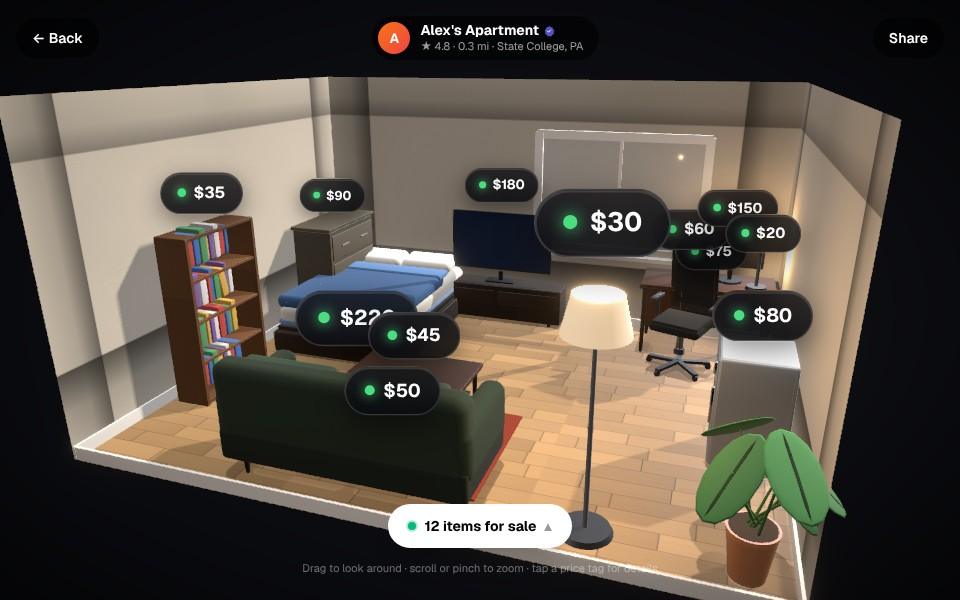 ← Back
A
Alex's Apartment
★ 4.8 · 0.3 mi · State College, PA
Share
$35
$90
$180
$30
$60
$150
$20
$75
$220
$45
$80
$50
12 items for sale ▲
Drag to look around · scroll or pinch to zoom · tap a price tag for details